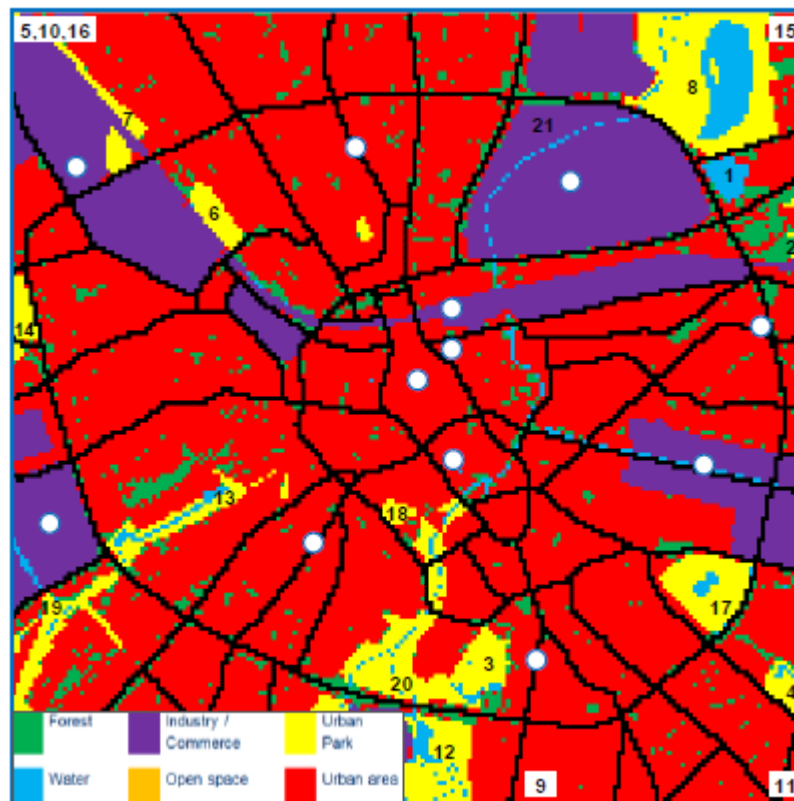 5,10,16
15
8
7
21
1
6
2
14
13
18
19
17
3
20
4
12
Forest
Industry /
Commerce
Urban
Park
Water
Open space
Urban area
9
11